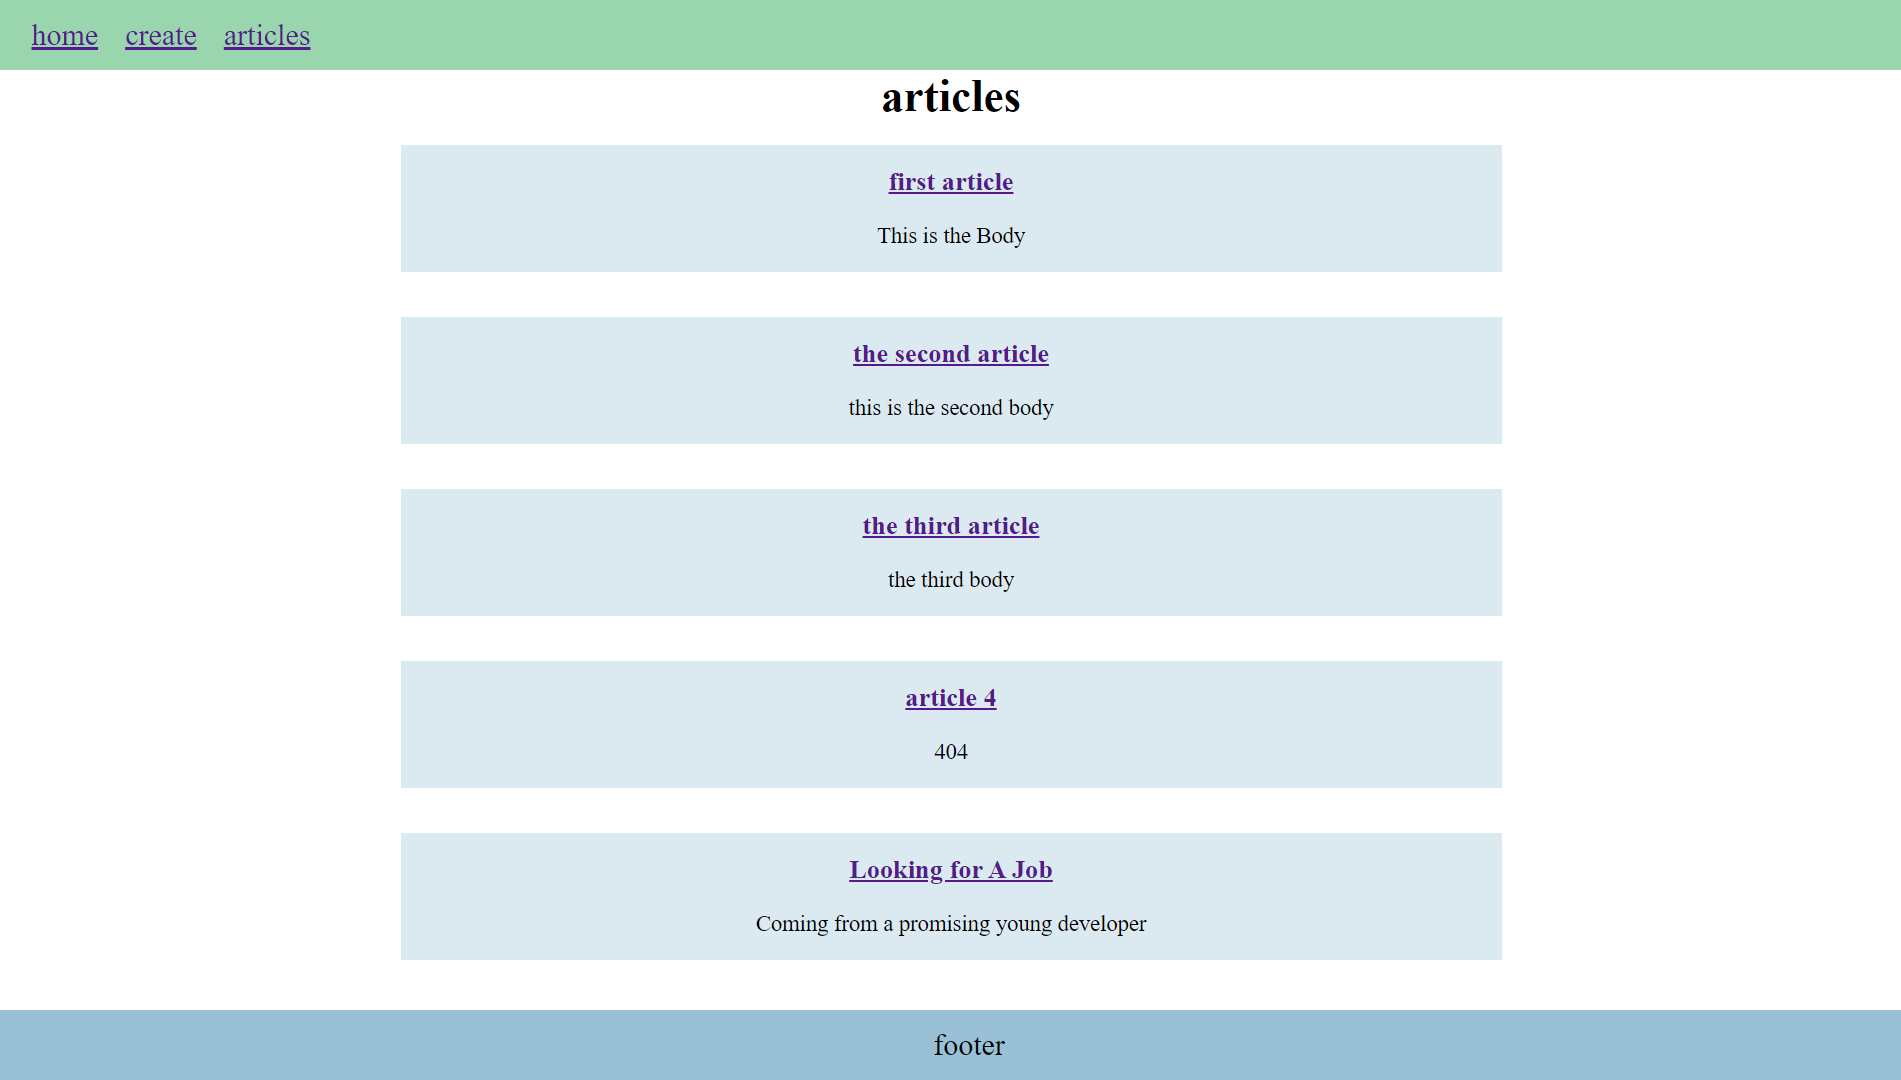 home create articles
articles
first article
This is the Body
the second article
this is the second body
the third article
the third body
article 4
404
Looking for A Job
Coming from a promising young developer
footer